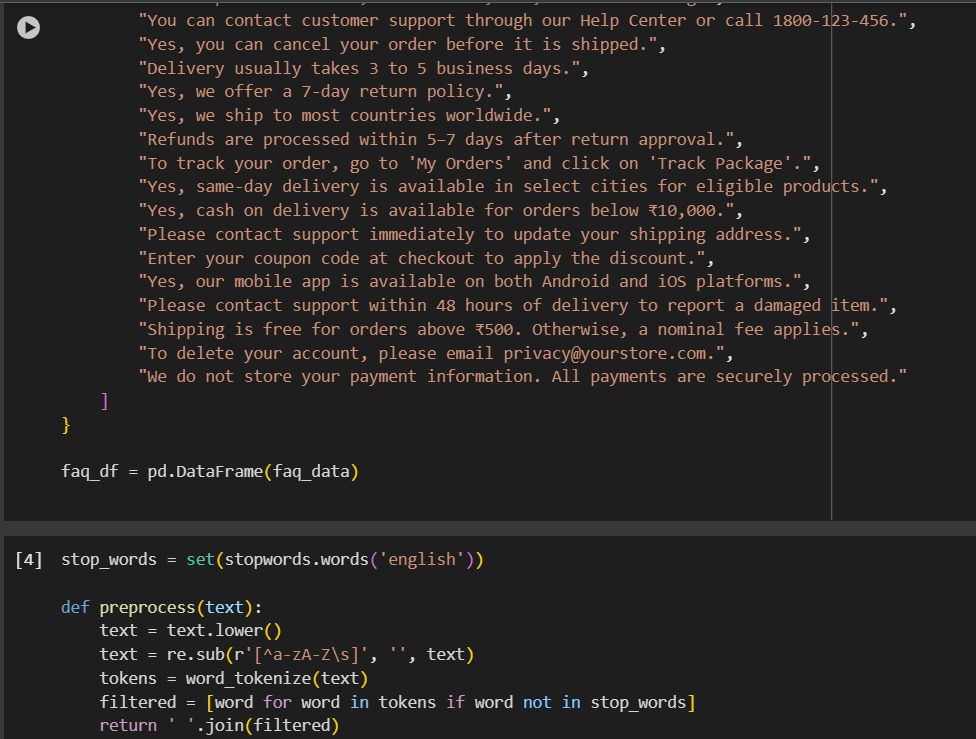 "You can contact customer support through our Help Center or call 1800-123-456.",
"Yes, you can cancel your order before it is shipped.",
"Delivery usually takes 3 to 5 business days.",
"Yes, we offer a 7-day return policy.",
"Yes, we ship to most countries worldwide.",
"Refunds are processed within 5–7 days after return approval.",
"To track your order, go to 'My Orders' and click on 'Track Package'.",
"Yes, same-day delivery is available in select cities for eligible products.",
"Yes, cash on delivery is available for orders below ₹10,000.",
"Please contact support immediately to update your shipping address.",
"Enter your coupon code at checkout to apply the discount.",
"Yes, our mobile app is available on both Android and iOS platforms.",
"Please contact support within 48 hours of delivery to report a damaged item.",
"Shipping is free for orders above ₹500. Otherwise, a nominal fee applies.",
"To delete your account, please email privacy@yourstore.com.",
"We do not store your payment information. All payments are securely processed."
]
}
faq_df = pd.DataFrame(faq_data)
[4] stop_words = set(stopwords.words('english'))
def preprocess(text):
text = text.lower()
text = re.sub(r'[^a-zA-Z\s]', '', text)
tokens = word_tokenize(text)
filtered = [word for word in tokens if word not in stop_words]
return ' '.join(filtered)